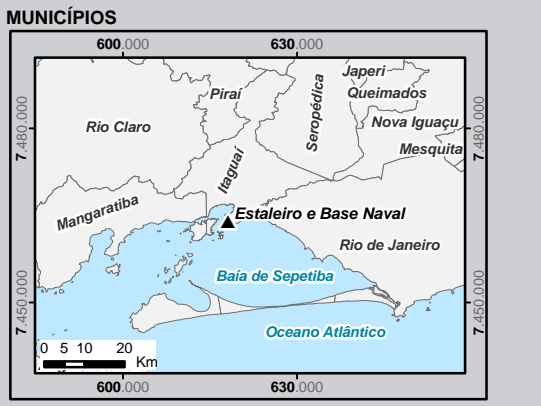 MUNICÍPIOS
600.000 630.000
Japeri
Piraí
Queimados
Seropédica
Rio Claro
Nova Iguaçu
7.480.000 7.480.000
Mesquita
Itaguaí
Mangaratiba
Estaleiro e Base Naval
Rio de Janeiro
Baía de Sepetiba
7.450.000 7.450.000
Oceano Atlântico
0 5 10 20
Km
600.000 630.000